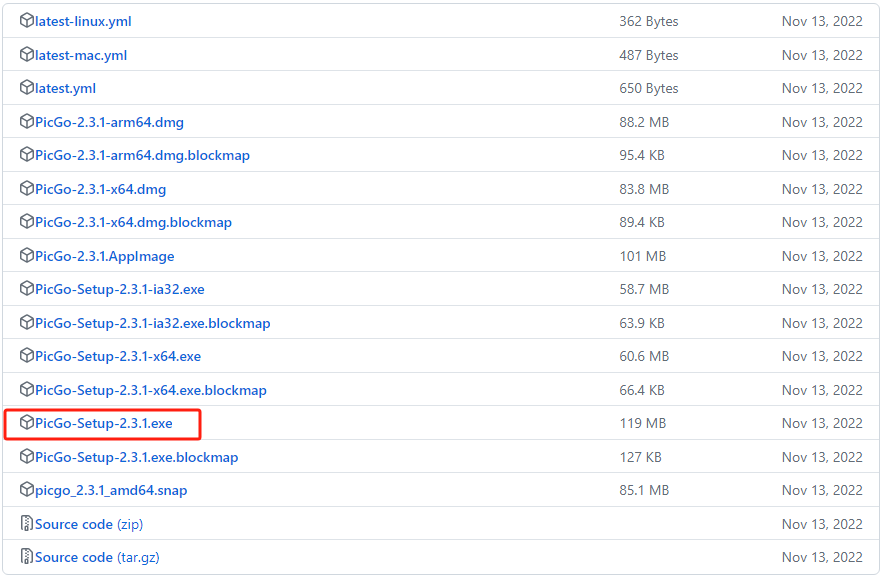 latest-linux.yml 362 Bytes Nov 13, 2022
latest-mac.yml 487 Bytes Nov 13, 2022
latest.yml 650 Bytes Nov 13, 2022
PicGo-2.3.1-arm64.dmg 88.2 MB Nov 13, 2022
PicGo-2.3.1-arm64.dmg.blockmap 95.4 KB Nov 13, 2022
PicGo-2.3.1-x64.dmg 83.8 MB Nov 13, 2022
PicGo-2.3.1-x64.dmg.blockmap 89.4 KB Nov 13, 2022
PicGo-2.3.1.AppImage 101 MB Nov 13, 2022
PicGo-Setup-2.3.1-ia32.exe 58.7 MB Nov 13, 2022
PicGo-Setup-2.3.1-ia32.exe.blockmap 63.9 KB Nov 13, 2022
PicGo-Setup-2.3.1-x64.exe 60.6 MB Nov 13, 2022
PicGo-Setup-2.3.1-x64.exe.blockmap 66.4 KB Nov 13, 2022
PicGo-Setup-2.3.1.exe 119 MB Nov 13, 2022
PicGo-Setup-2.3.1.exe.blockmap 127 KB Nov 13, 2022
picgo_2.3.1_amd64.snap 85.1 MB Nov 13, 2022
Source code (zip) Nov 13, 2022
Source code (tar.gz) Nov 13, 2022